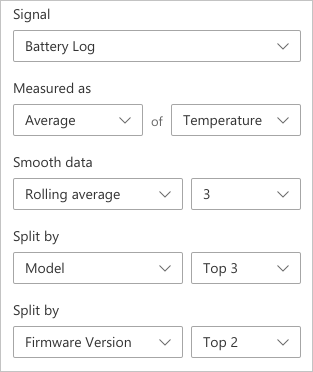 Signal
Battery Log
Measured as
Average of Temperature
Smooth data
Rolling average 3
Split by
Model Top 3
Split by
Firmware Version Top 2